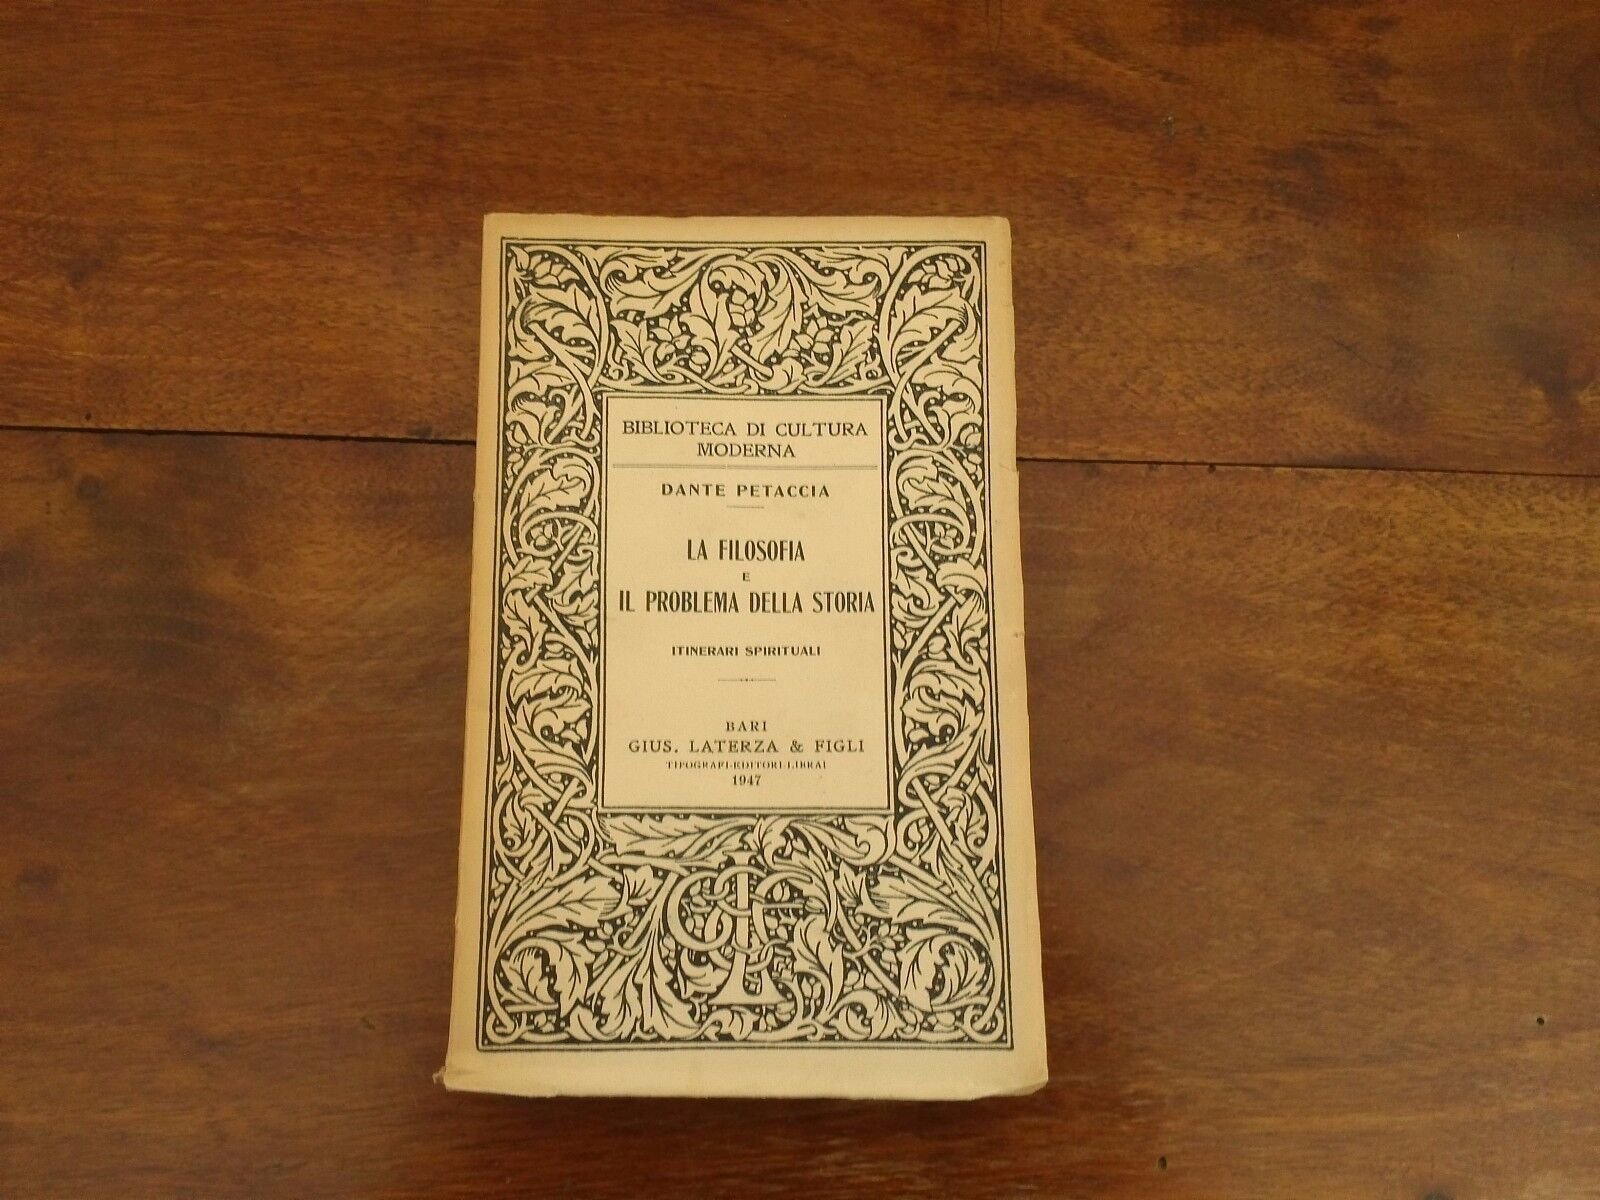 BIBLIOTECA DI CULTURA
MODERNA
DANTE PETACCIA
LA FILOSOFIA
E
IL PROBLEMA DELLA STORIA
ITINERARI SPIRITUALI
BARI
GIUS. LATERZA & FIGLI
TIPOGRAFI-EDITORI-LIBRAI
1947